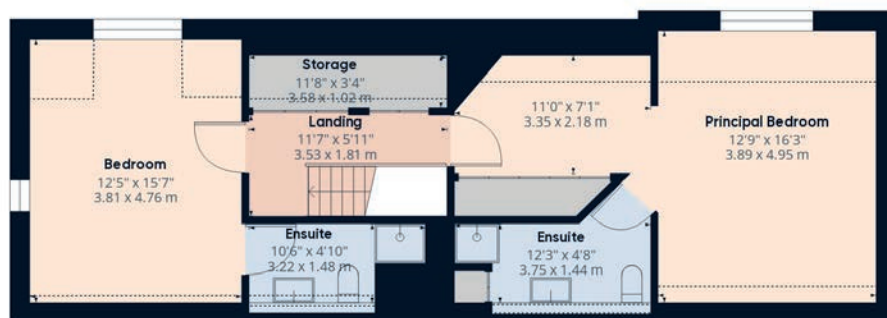 Storage
11'8" x 3'4"
3.58 x 1.02 m
Landing
11'7" x 5'11"
3.53 x 1.81 m
11'0" x 7'1"
3.35 x 2.18 m
Principal Bedroom
12'9" x 16'3"
3.89 x 4.95 m
Bedroom
12'5" x 15'7"
3.81 x 4.76 m
Ensuite
10'6" x 4'10"
3.22 x 1.48 m
Ensuite
12'3" x 4'8"
3.75 x 1.44 m